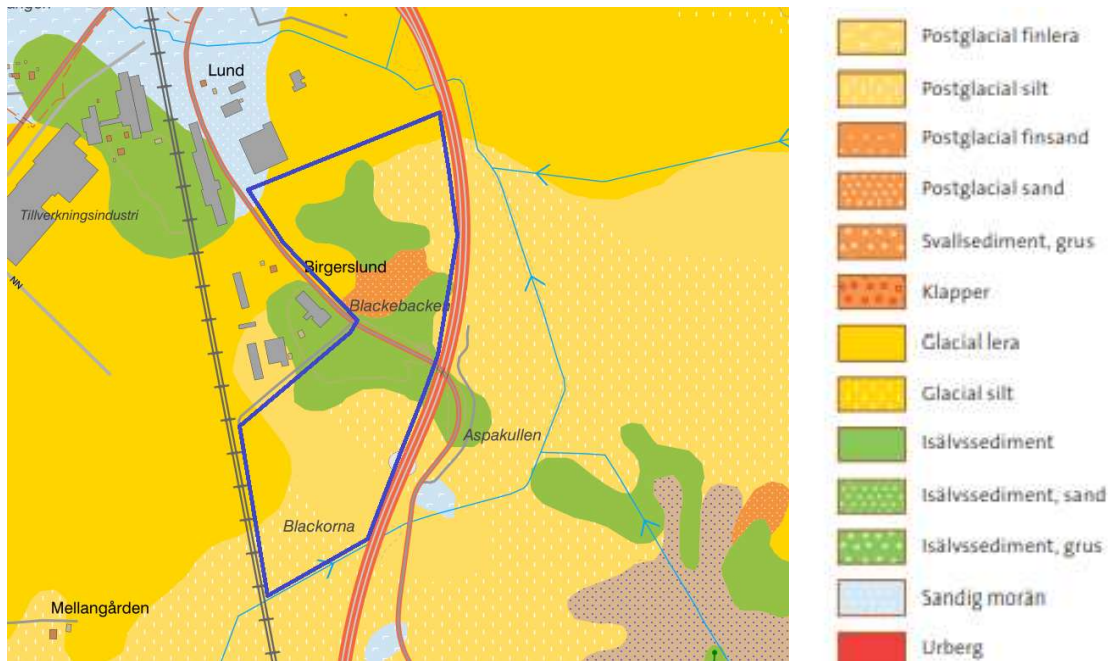 Lund
Tillverkningsindustri
Birgerslund
Blackebacken
NN
Aspakullen
Blackorna
Mellangården
Postglacial finlera
Postglacial silt
Postglacial finsand
Postglacial sand
Svallsediment, grus
Klapper
Glacial lera
Glacial silt
Isälvssediment
Isälvssediment, sand
Isälvssediment, grus
Sandig morän
Urberg